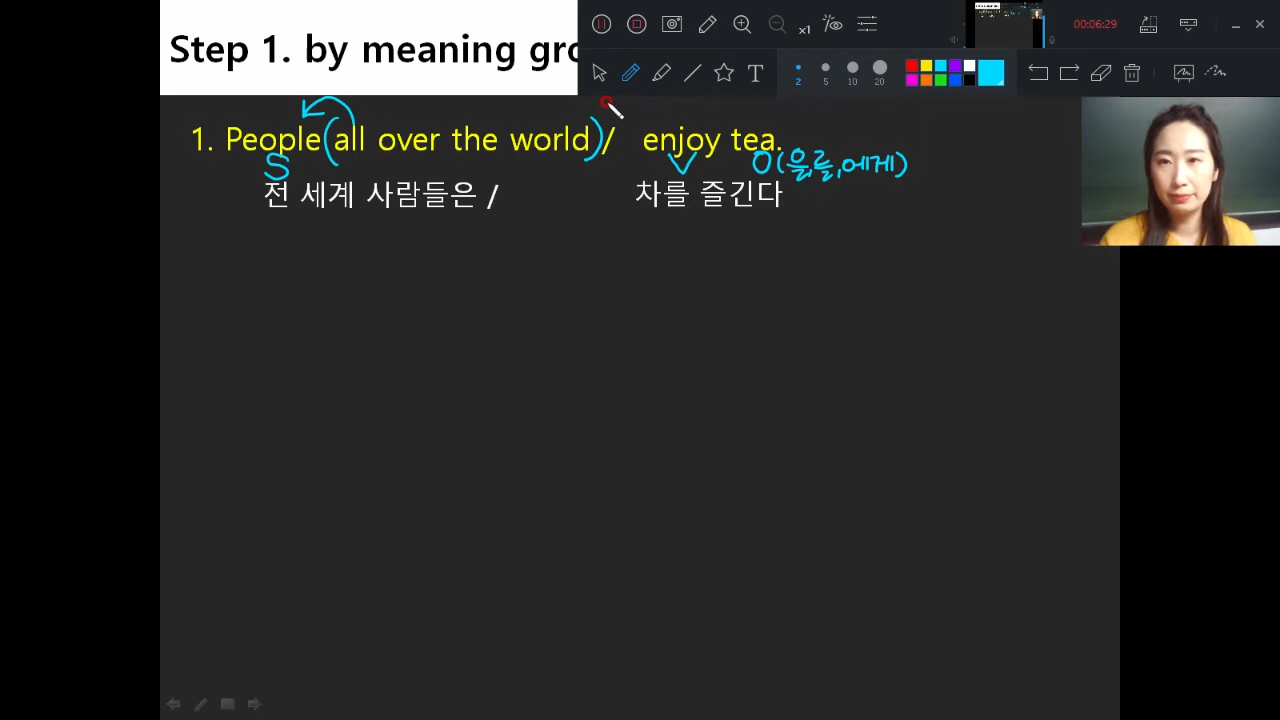 Step 1. by meaning gro
x1
00:06:29
T
2 5 10 20
1. People (all over the world) / enjoy tea.
S V O(을,를,에게)
전 세계 사람들은 / 차를 즐긴다